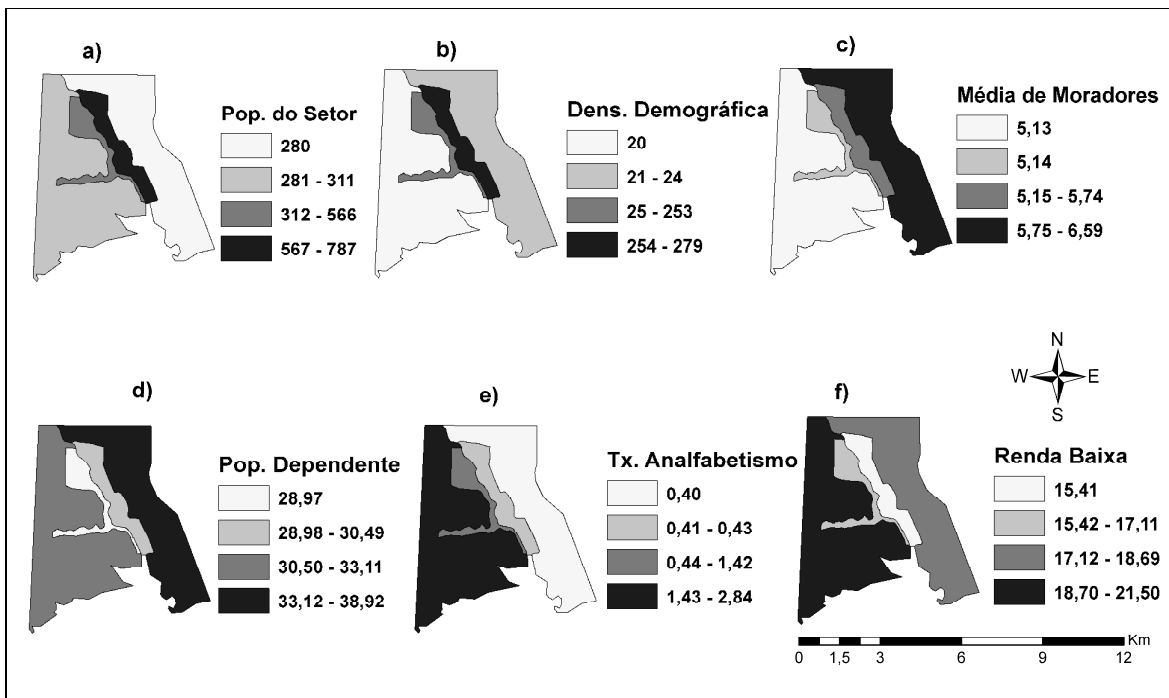 a)
Pop. do Setor
280
281 - 311
312 - 566
567 - 787
b)
Dens. Demográfica
20
21 - 24
25 - 253
254 - 279
c)
Média de Moradores
5,13
5,14
5,15 - 5,74
5,75 - 6,59
N
W E
S
d)
Pop. Dependente
28,97
28,98 - 30,49
30,50 - 33,11
33,12 - 38,92
e)
Tx. Analfabetismo
0,40
0,41 - 0,43
0,44 - 1,42
1,43 - 2,84
f)
Renda Baixa
15,41
15,42 - 17,11
17,12 - 18,69
18,70 - 21,50
Km
0 1,5 3 6 9 12